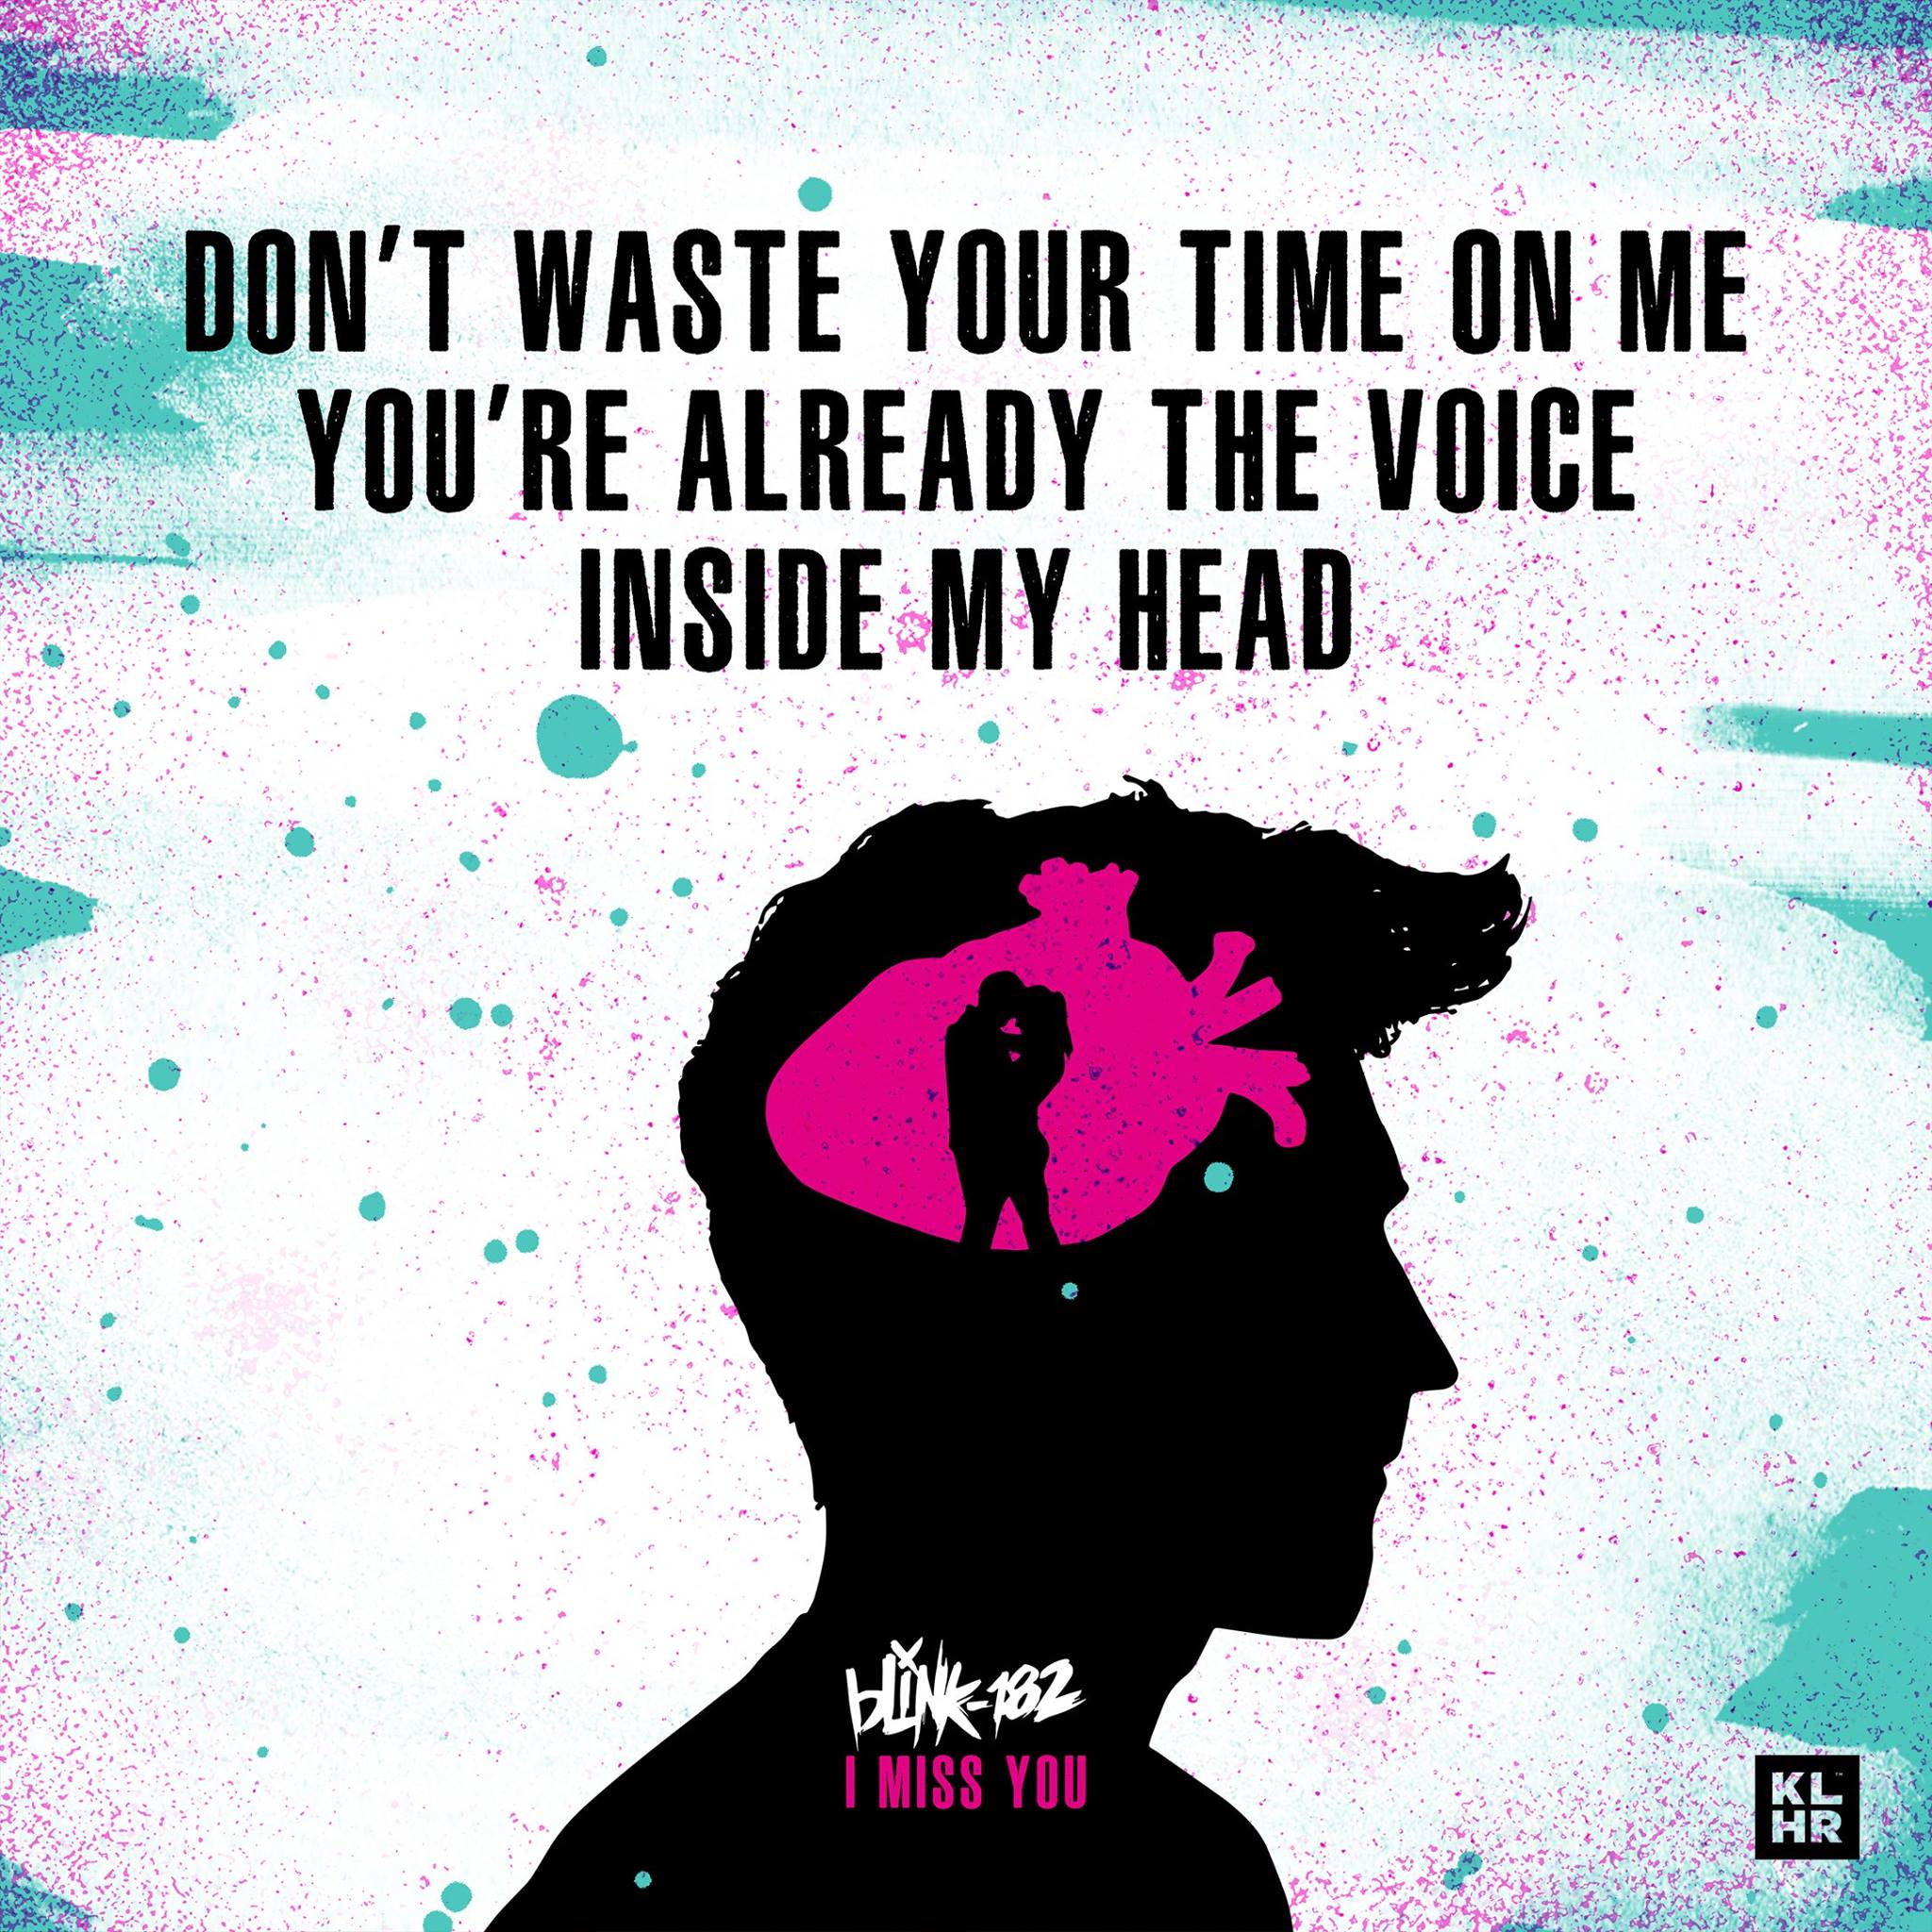 DON'T WASTE YOUR TIME ON ME
YOU'RE ALREADY THE VOICE
INSIDE MY HEAD
blink-182
I MISS YOU
KL™
HR